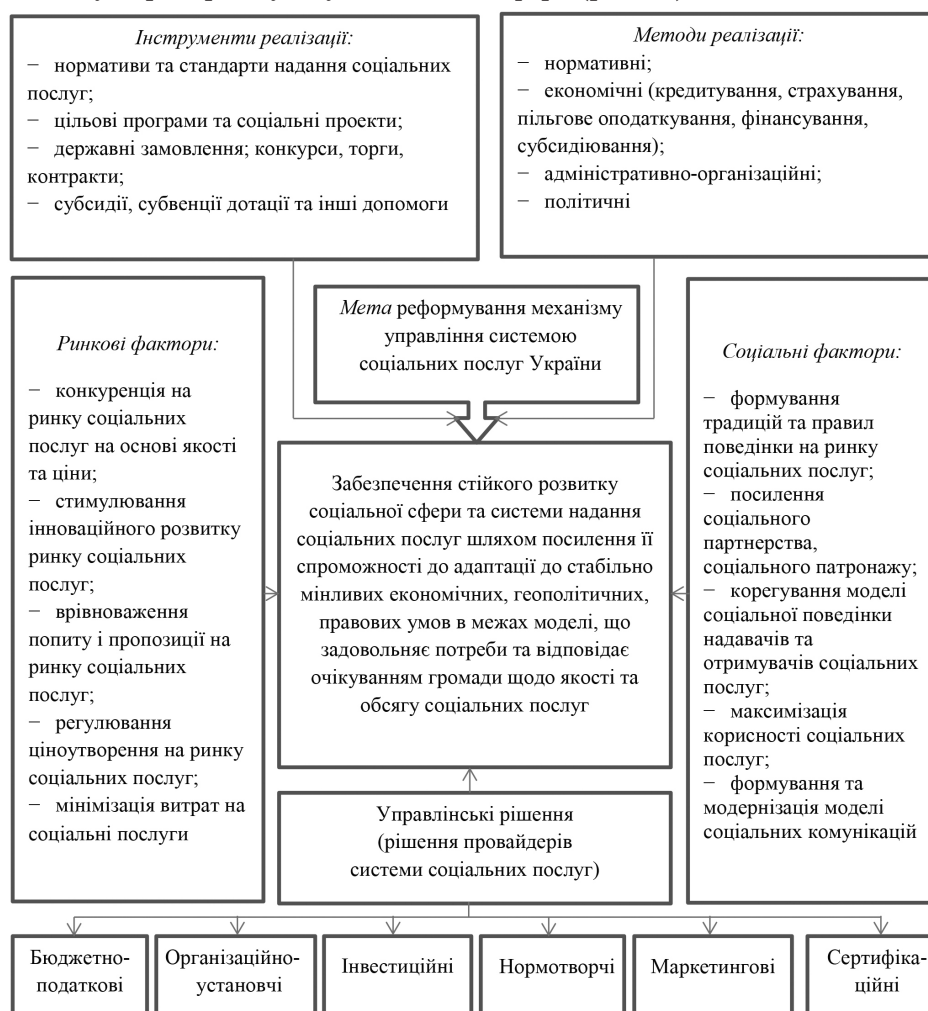 Інструменти реалізації:
− нормативи та стандарти надання соціальних
послуг;
− цільові програми та соціальні проекти;
− державні замовлення; конкурси, торги,
контракти;
− субсидії, субвенції дотації та інші допомоги
Методи реалізації:
− нормативні;
− економічні (кредитування, страхування,
пільгове оподаткування, фінансування,
субсидіювання);
− адміністративно-організаційні;
− політичні
Мета реформування механізму
управління системою
соціальних послуг України
Ринкові фактори:
− конкуренція на
ринку соціальних
послуг на основі якості
та ціни;
− стимулювання
інноваційного розвитку
ринку соціальних
послуг;
− врівноваження
попиту і пропозиції на
ринку соціальних
послуг;
− регулювання
ціноутворення на ринку
соціальних послуг;
− мінімізація витрат на
соціальні послуги
Забезпечення стійкого розвитку
соціальної сфери та системи надання
соціальних послуг шляхом посилення її
спроможності до адаптації до стабільно
мінливих економічних, геополітичних,
правових умов в межах моделі, що
задовольняє потреби та відповідає
очікуванням громади щодо якості та
обсягу соціальних послуг
Соціальні фактори:
− формування
традицій та правил
поведінки на ринку
соціальних послуг;
− посилення
соціального
партнерства,
соціального патронажу;
− корегування моделі
соціальної поведінки
надавачів та
отримувачів соціальних
послуг;
− максимізація
корисності соціальних
послуг;
− формування та
модернізація моделі
соціальних комунікацій
Управлінські рішення
(рішення провайдерів
системи соціальних послуг)
Бюджетно-
податкові
Організаційно-
установчі
Інвестиційні
Нормотворчі
Маркетингові
Сертифіка-
ційні